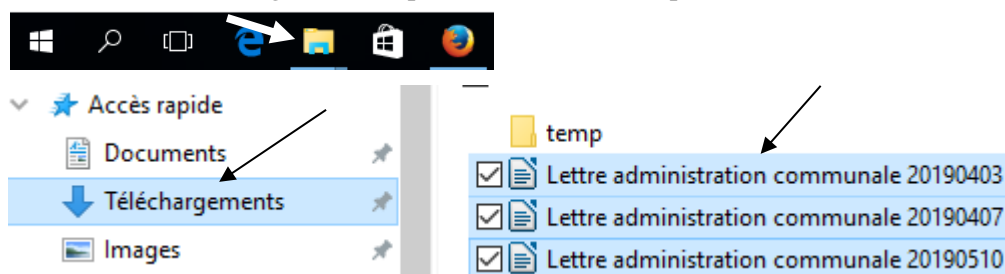 Accès rapide
Documents
Téléchargements
Images
temp
Lettre administration communale 20190403
Lettre administration communale 20190407
Lettre administration communale 20190510